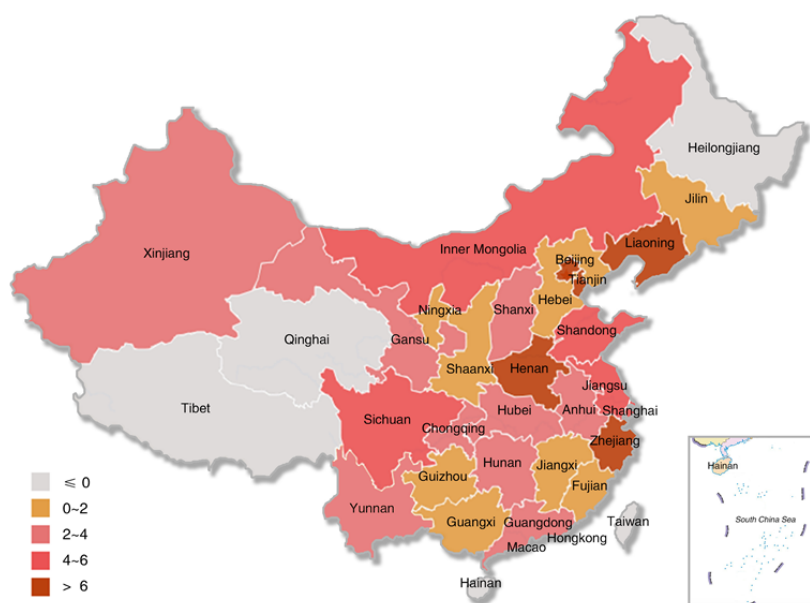 Heilongjiang
Jilin
Liaoning
Inner Mongolia
Xinjiang
Beijing
Tianjin
Hebei
Ningxia
Shanxi
Shandong
Qinghai
Gansu
Shaanxi
Henan
Jiangsu
Tibet
Sichuan
Hubei
Anhui
Shanghai
Chongqing
Zhejiang
Hunan
Jiangxi
Guizhou
Fujian
Yunnan
Guangxi
Guangdong
Taiwan
Hongkong
Macao
Hainan
≤ 0
0~2
2~4
4~6
> 6
Hainan
South China Sea